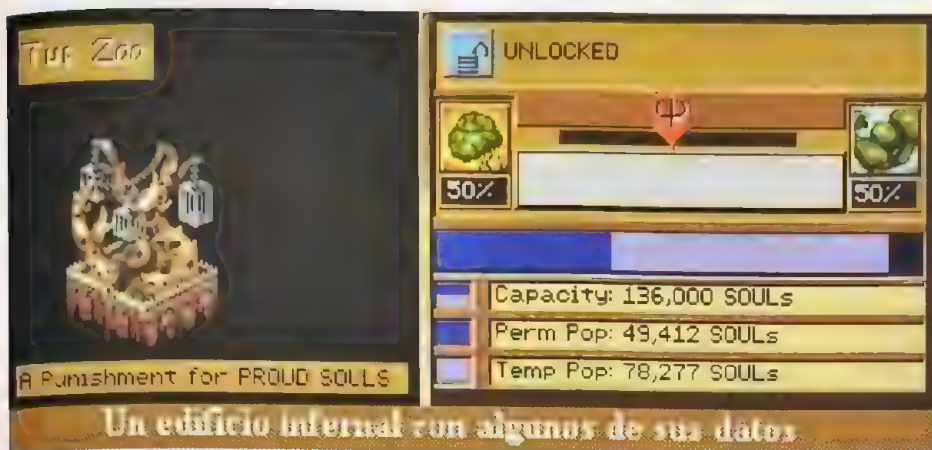 The Zoo
A Punishment for PROUD SOULS
UNLOCKED
50%
50%
Capacity: 136,000 SOULs
Perm Pop: 49,412 SOULs
Temp Pop: 78,277 SOULs
Un edificio infernal con algunos de sus datos